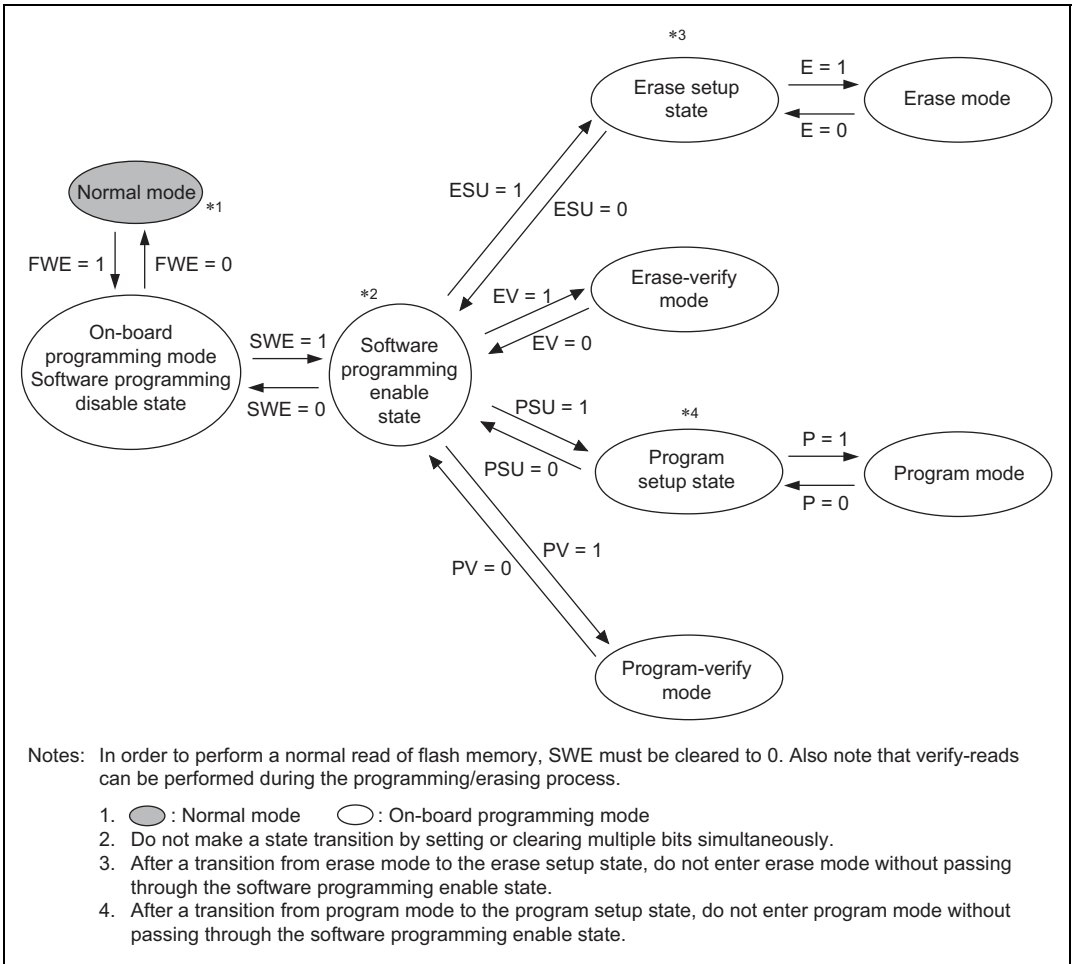 *3
Erase setup
state
E = 1
E = 0
Erase mode
Normal mode
*1
FWE = 1
FWE = 0
ESU = 1
ESU = 0
On-board
programming mode
Software programming
disable state
SWE = 1
SWE = 0
*2
Software
programming
enable
state
EV = 1
EV = 0
Erase-verify
mode
PSU = 1
PSU = 0
*4
Program
setup state
P = 1
P = 0
Program mode
PV = 1
PV = 0
Program-verify
mode
Notes: In order to perform a normal read of flash memory, SWE must be cleared to 0. Also note that verify-reads
can be performed during the programming/erasing process.
1. : Normal mode : On-board programming mode
2. Do not make a state transition by setting or clearing multiple bits simultaneously.
3. After a transition from erase mode to the erase setup state, do not enter erase mode without passing
through the software programming enable state.
4. After a transition from program mode to the program setup state, do not enter program mode without
passing through the software programming enable state.